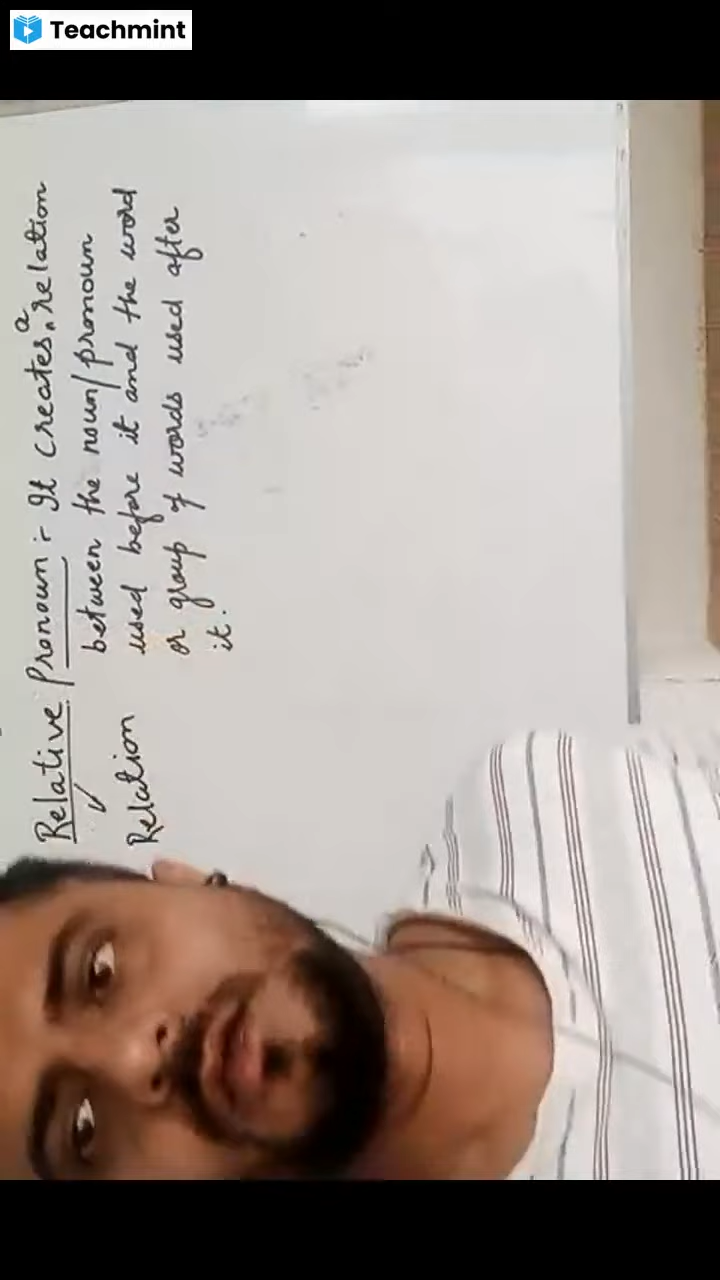 Teachmint
Relative Pronoun :- It creates a relation
between the noun/pronoun
Relation used before it and the word
or group of words used after
it.